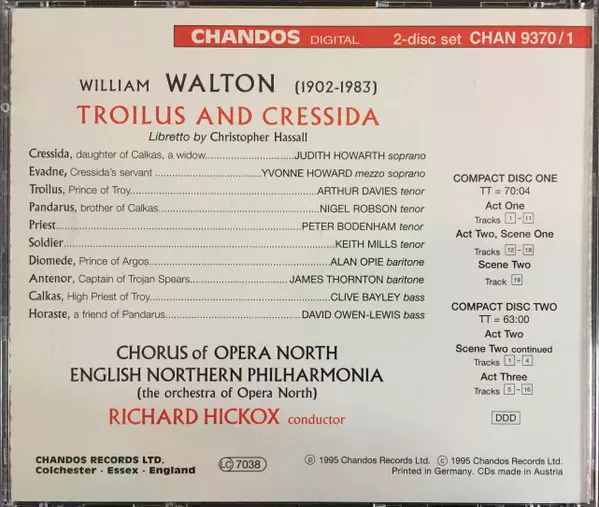 CHANDOS DIGITAL 2-disc set CHAN 9370/1
WILLIAM WALTON (1902-1983)
TROILUS AND CRESSIDA
Libretto by Christopher Hassall
Cressida, daughter of Calkas, a widow....................JUDITH HOWARTH soprano
Evadne, Cressida's servant ....................YVONNE HOWARD mezzo soprano
Troilus, Prince of Troy....................ARTHUR DAVIES tenor
Pandarus, brother of Calkas....................NIGEL ROBSON tenor
Priest....................PETER BODENHAM tenor
Soldier....................KEITH MILLS tenor
Diomede, Prince of Argos....................ALAN OPIE baritone
Antenor, Captain of Trojan Spears....................JAMES THORNTON baritone
Calkas, High Priest of Troy....................CLIVE BAYLEY bass
Horaste, a friend of Pandarus....................DAVID OWEN-LEWIS bass
COMPACT DISC ONE
TT = 70:04
Act One
Tracks 1 - 11
Act Two, Scene One
Tracks 12 - 18
Scene Two
Track 19
COMPACT DISC TWO
TT = 63:00
Act Two
Scene Two continued
Tracks 1 - 4
Act Three
Tracks 5 - 16
DDD
CHORUS of OPERA NORTH
ENGLISH NORTHERN PHILHARMONIA
(the orchestra of Opera North)
RICHARD HICKOX conductor
CHANDOS RECORDS LTD.
Colchester · Essex · England
LC 7038
℗ 1995 Chandos Records Ltd. © 1995 Chandos Records Ltd.
Printed in Germany. CDs made in Austria